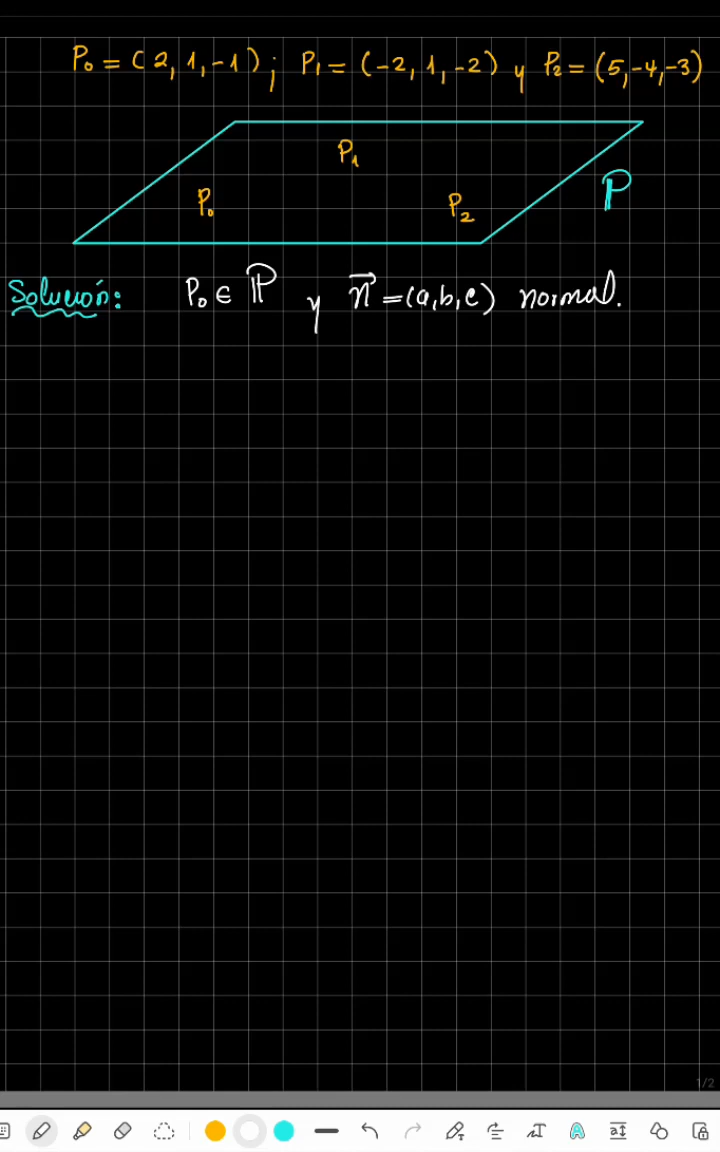 P₀ = (2, 1, -1) ; P₁ = (-2, 1, -2) y P₂ = (5, -4, -3)
P₁
P₀ P₂ ℙ
Solución: P₀ ∈ ℙ y n⃗ = (a, b, c) normal.
1/2